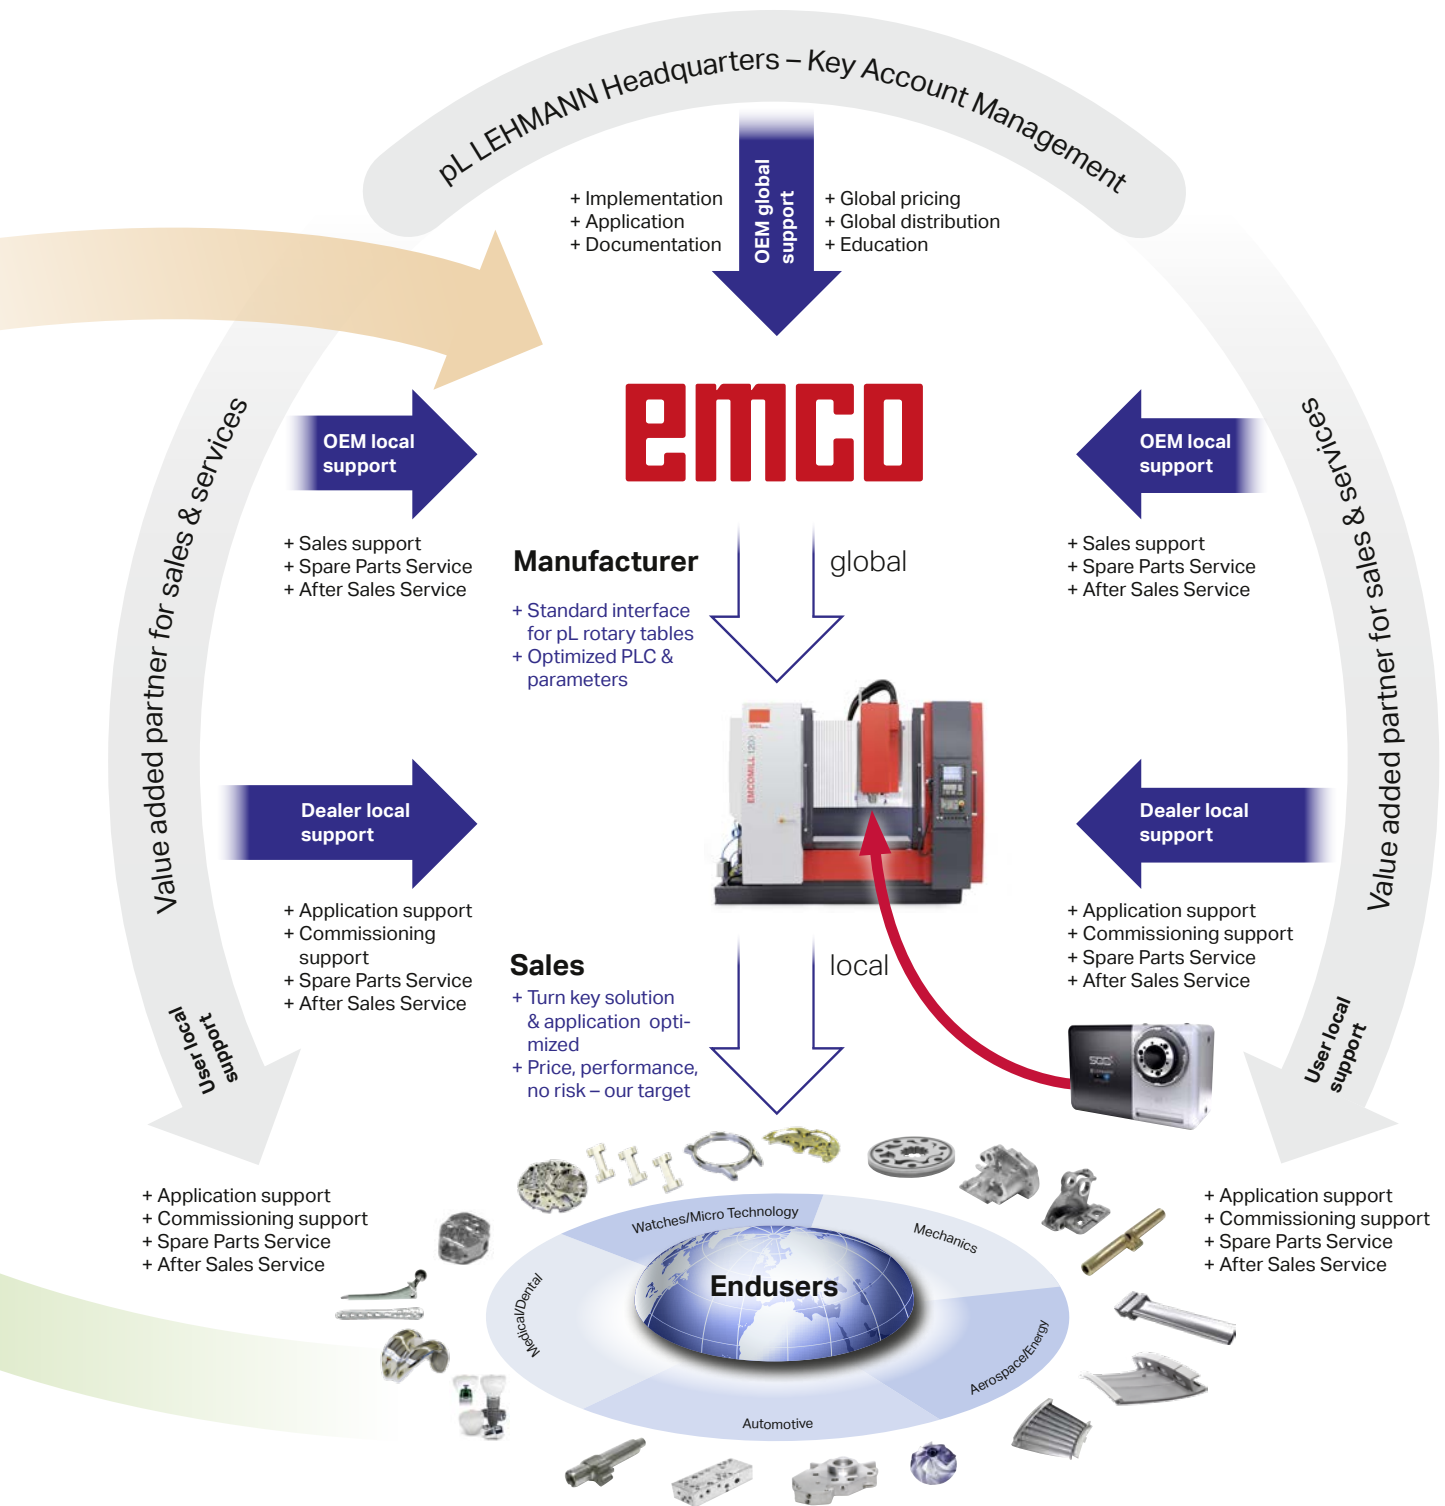 pL LEHMANN Headquarters – Key Account Management
OEM global
support
+ Implementation
+ Application
+ Documentation
+ Global pricing
+ Global distribution
+ Education
emco
Value added partner for sales & services
OEM local
support
+ Sales support
+ Spare Parts Service
+ After Sales Service
Manufacturer
global
+ Standard interface
for pL rotary tables
+ Optimized PLC &
parameters
OEM local
support
+ Sales support
+ Spare Parts Service
+ After Sales Service
Value added partner for sales & services
EMCOMILL 1200
Dealer local
support
+ Application support
+ Commissioning
support
+ Spare Parts Service
+ After Sales Service
Sales
local
+ Turn key solution
& application opti-
mized
+ Price, performance,
no risk – our target
Dealer local
support
+ Application support
+ Commissioning support
+ Spare Parts Service
+ After Sales Service
User local
support
User local
support
+ Application support
+ Commissioning support
+ Spare Parts Service
+ After Sales Service
+ Application support
+ Commissioning support
+ Spare Parts Service
+ After Sales Service
Watches/Micro Technology
Mechanics
Endusers
Medical/Dental
Aerospace/Energy
Automotive